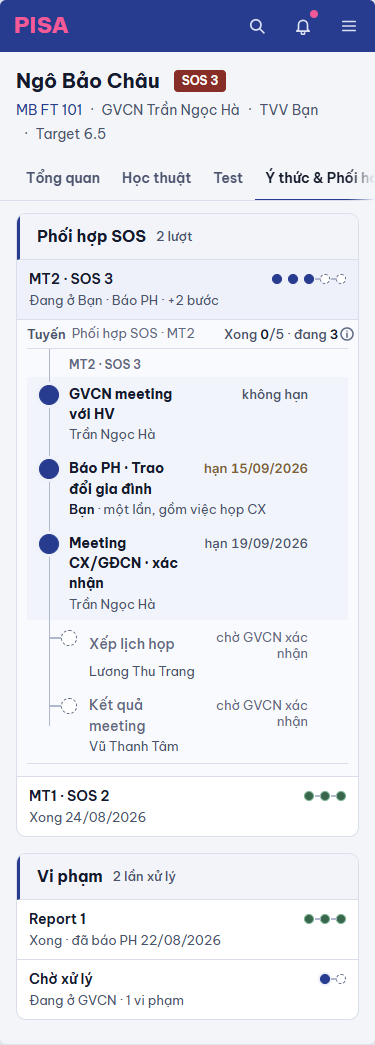 PISA
Ngô Bảo Châu SOS 3
MB FT 101 · GVCN Trần Ngọc Hà · TVV Bạn
· Target 6.5
Tổng quan Học thuật Test Ý thức & Phối h
Phối hợp SOS 2 lượt
MT2 · SOS 3
Đang ở Bạn · Báo PH · +2 bước
Tuyến Phối hợp SOS · MT2 Xong 0/5 · đang 3
MT2 · SOS 3
GVCN meeting không hạn
với HV
Trần Ngọc Hà
Báo PH · Trao hạn 15/09/2026
đổi gia đình
Bạn · một lần, gồm việc họp CX
Meeting hạn 19/09/2026
CX/GĐCN · xác
nhận
Trần Ngọc Hà
Xếp lịch họp chờ GVCN xác
nhận
Lương Thu Trang
Kết quả chờ GVCN xác
meeting nhận
Vũ Thanh Tâm
MT1 · SOS 2
Xong 24/08/2026
Vi phạm 2 lần xử lý
Report 1
Xong · đã báo PH 22/08/2026
Chờ xử lý
Đang ở GVCN · 1 vi phạm